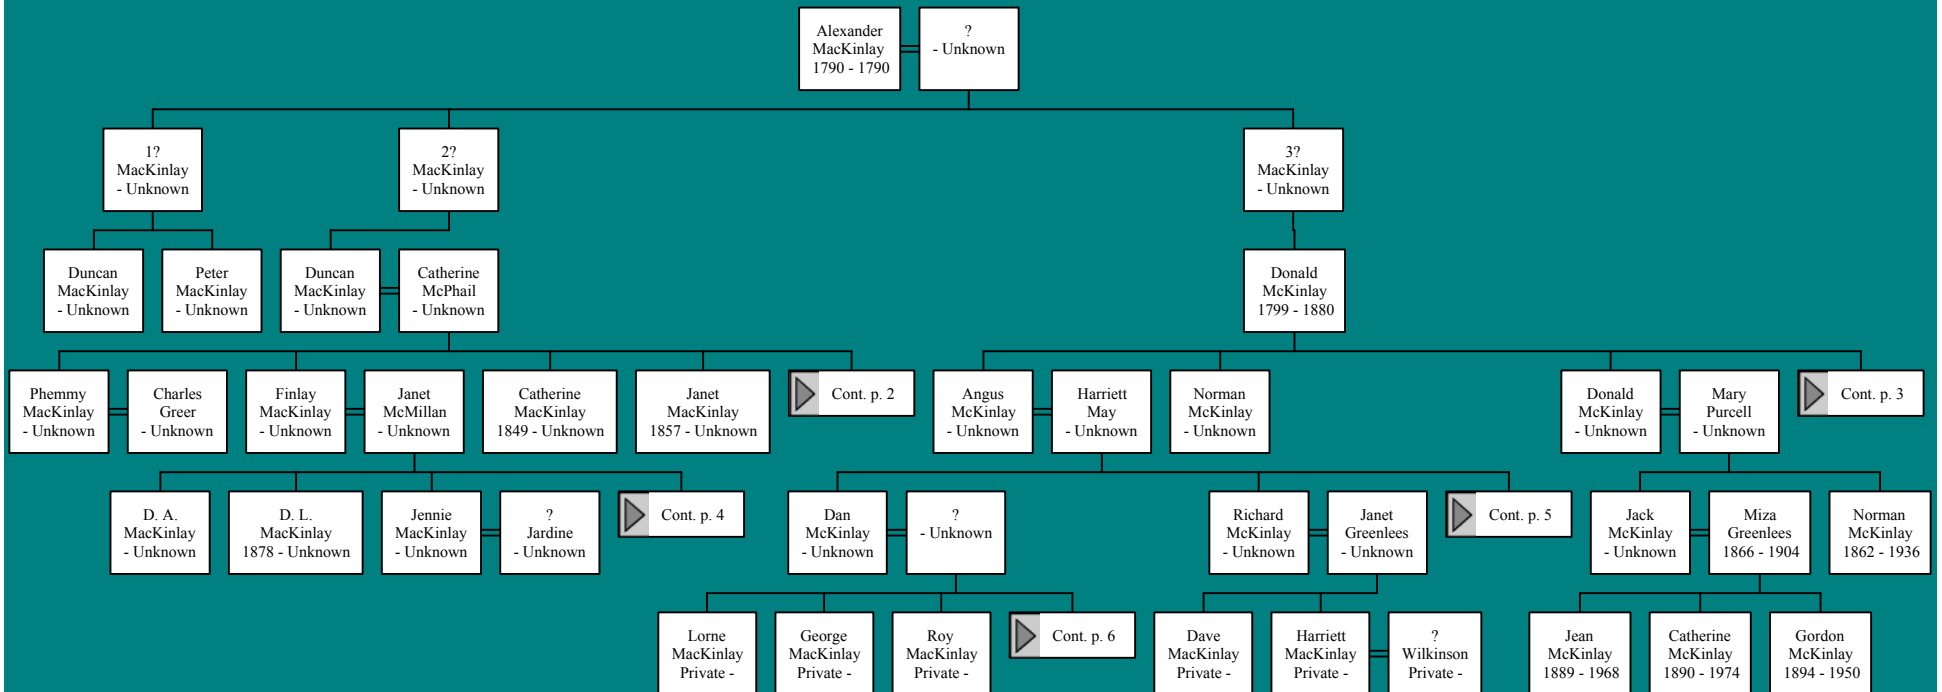 Alexander
MacKinlay
1790 - 1790
?
- Unknown
1?
MacKinlay
- Unknown
2?
MacKinlay
- Unknown
3?
MacKinlay
- Unknown
Duncan
MacKinlay
- Unknown
Peter
MacKinlay
- Unknown
Duncan
MacKinlay
- Unknown
Catherine
McPhail
- Unknown
Donald
McKinlay
1799 - 1880
Phemmy
MacKinlay
- Unknown
Charles
Greer
- Unknown
Finlay
MacKinlay
- Unknown
Janet
McMillan
- Unknown
Catherine
MacKinlay
1849 - Unknown
Janet
MacKinlay
1857 - Unknown
Cont. p. 2
Angus
McKinlay
- Unknown
Harriett
May
- Unknown
Norman
McKinlay
- Unknown
Donald
McKinlay
- Unknown
Mary
Purcell
- Unknown
Cont. p. 3
D. A.
MacKinlay
- Unknown
D. L.
MacKinlay
1878 - Unknown
Jennie
MacKinlay
- Unknown
?
Jardine
- Unknown
Cont. p. 4
Dan
McKinlay
- Unknown
?
- Unknown
Richard
McKinlay
- Unknown
Janet
Greenlees
- Unknown
Cont. p. 5
Jack
McKinlay
- Unknown
Miza
Greenlees
1866 - 1904
Norman
McKinlay
1862 - 1936
Lorne
MacKinlay
Private -
George
MacKinlay
Private -
Roy
MacKinlay
Private -
Cont. p. 6
Dave
MacKinlay
Private -
Harriett
MacKinlay
Private -
?
Wilkinson
Private -
Jean
McKinlay
1889 - 1968
Catherine
McKinlay
1890 - 1974
Gordon
McKinlay
1894 - 1950